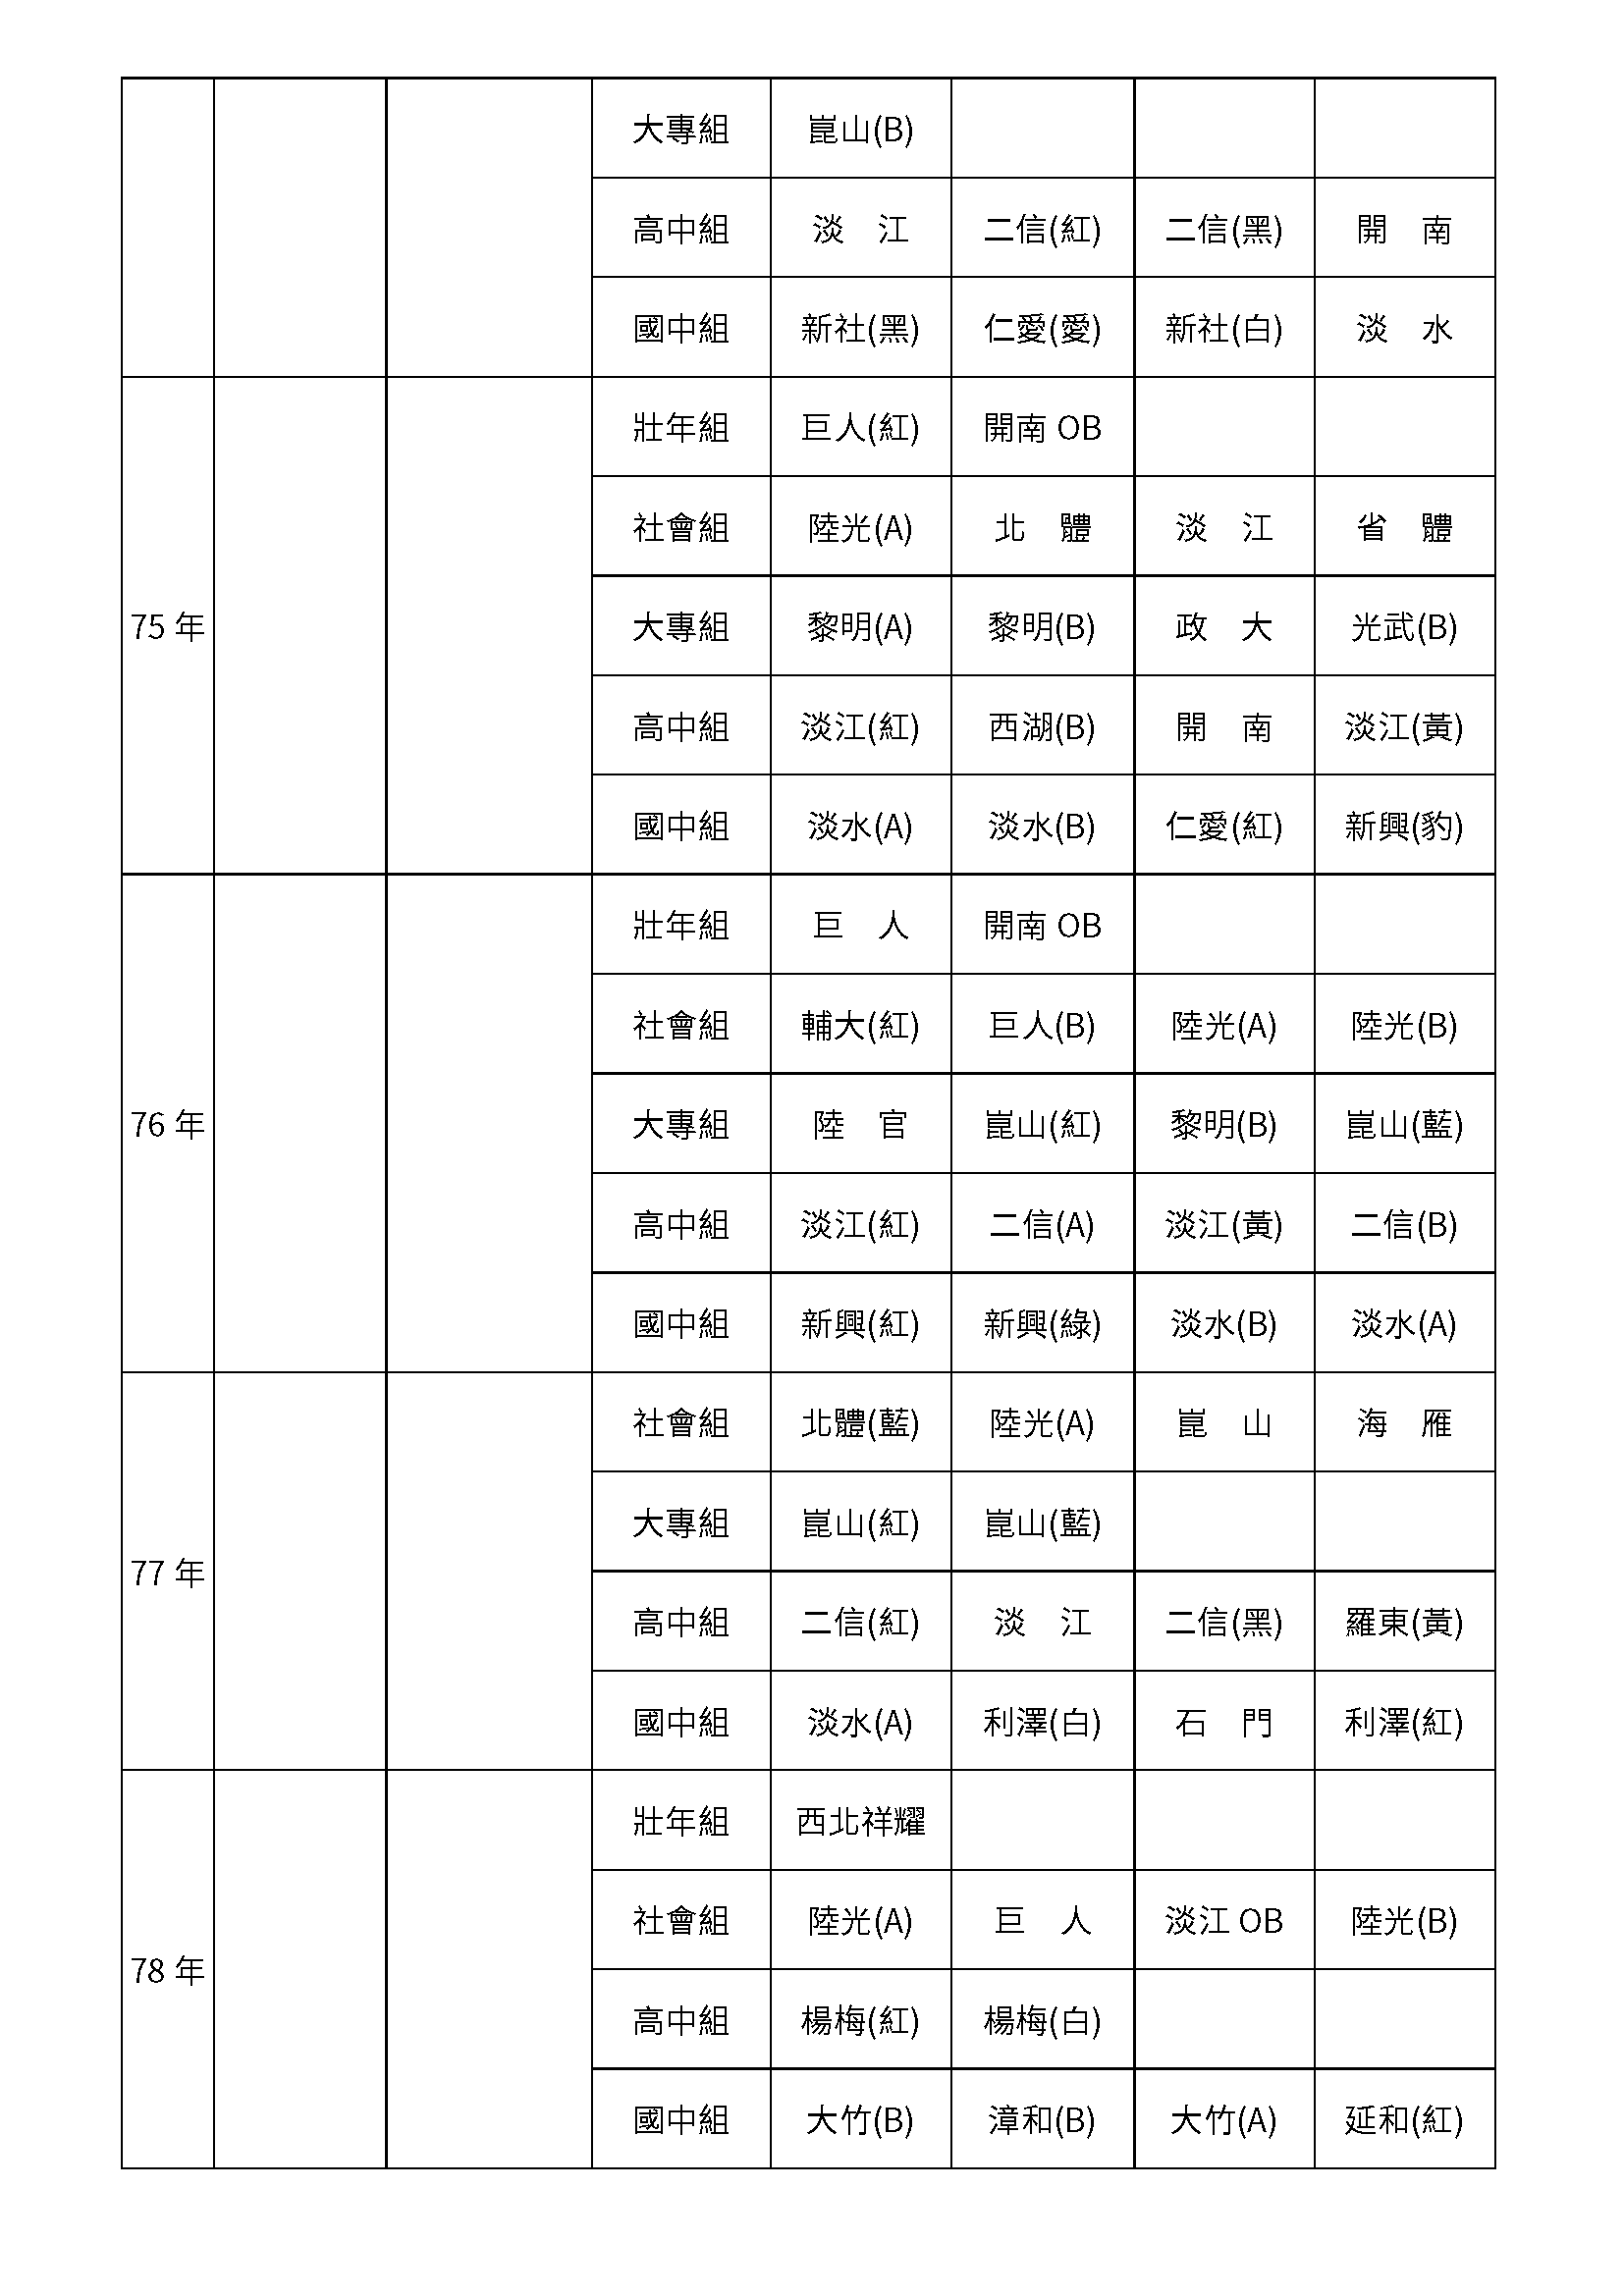 大專組 崑山(B)
高中組 淡　江 二信(紅) 二信(黑) 開　南
國中組 新社(黑) 仁愛(愛) 新社(白) 淡　水
75 年
壯年組 巨人(紅) 開南 OB
社會組 陸光(A) 北　體 淡　江 省　體
大專組 黎明(A) 黎明(B) 政　大 光武(B)
高中組 淡江(紅) 西湖(B) 開　南 淡江(黃)
國中組 淡水(A) 淡水(B) 仁愛(紅) 新興(豹)
76 年
壯年組 巨　人 開南 OB
社會組 輔大(紅) 巨人(B) 陸光(A) 陸光(B)
大專組 陸　官 崑山(紅) 黎明(B) 崑山(藍)
高中組 淡江(紅) 二信(A) 淡江(黃) 二信(B)
國中組 新興(紅) 新興(綠) 淡水(B) 淡水(A)
77 年
社會組 北體(藍) 陸光(A) 崑　山 海　雁
大專組 崑山(紅) 崑山(藍)
高中組 二信(紅) 淡　江 二信(黑) 羅東(黃)
國中組 淡水(A) 利澤(白) 石　門 利澤(紅)
78 年
壯年組 西北祥耀
社會組 陸光(A) 巨　人 淡江 OB 陸光(B)
高中組 楊梅(紅) 楊梅(白)
國中組 大竹(B) 漳和(B) 大竹(A) 延和(紅)